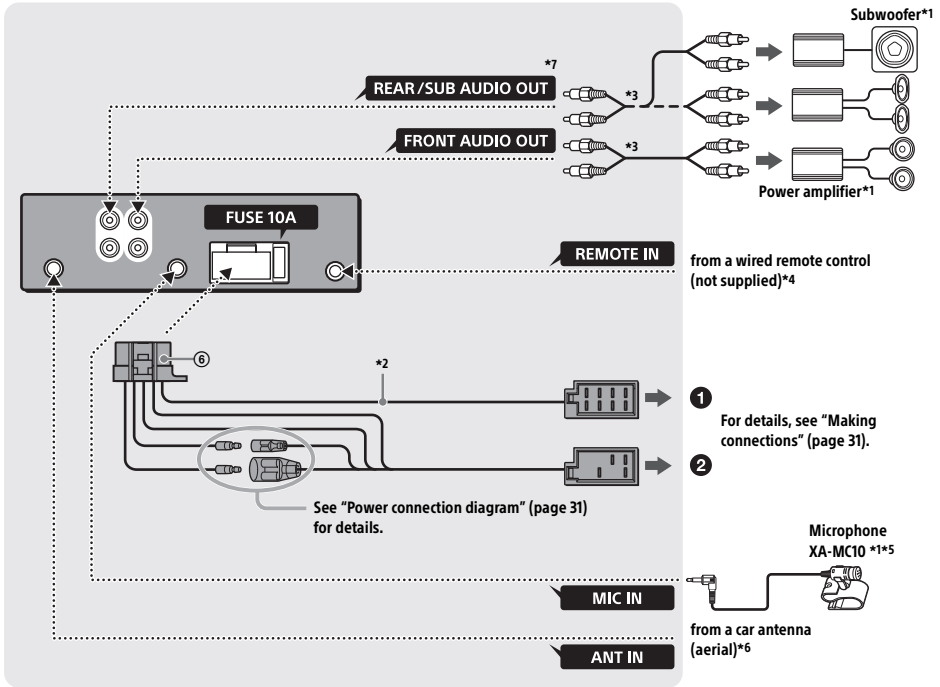 Subwoofer*1
*7
REAR/SUB AUDIO OUT
*3
FRONT AUDIO OUT
*3
Power amplifier*1
FUSE 10A
REMOTE IN
from a wired remote control
(not supplied)*4
⑥
*2
❶
For details, see “Making
connections” (page 31).
❷
See “Power connection diagram” (page 31)
for details.
Microphone
XA-MC10 *1*5
MIC IN
from a car antenna
(aerial)*6
ANT IN